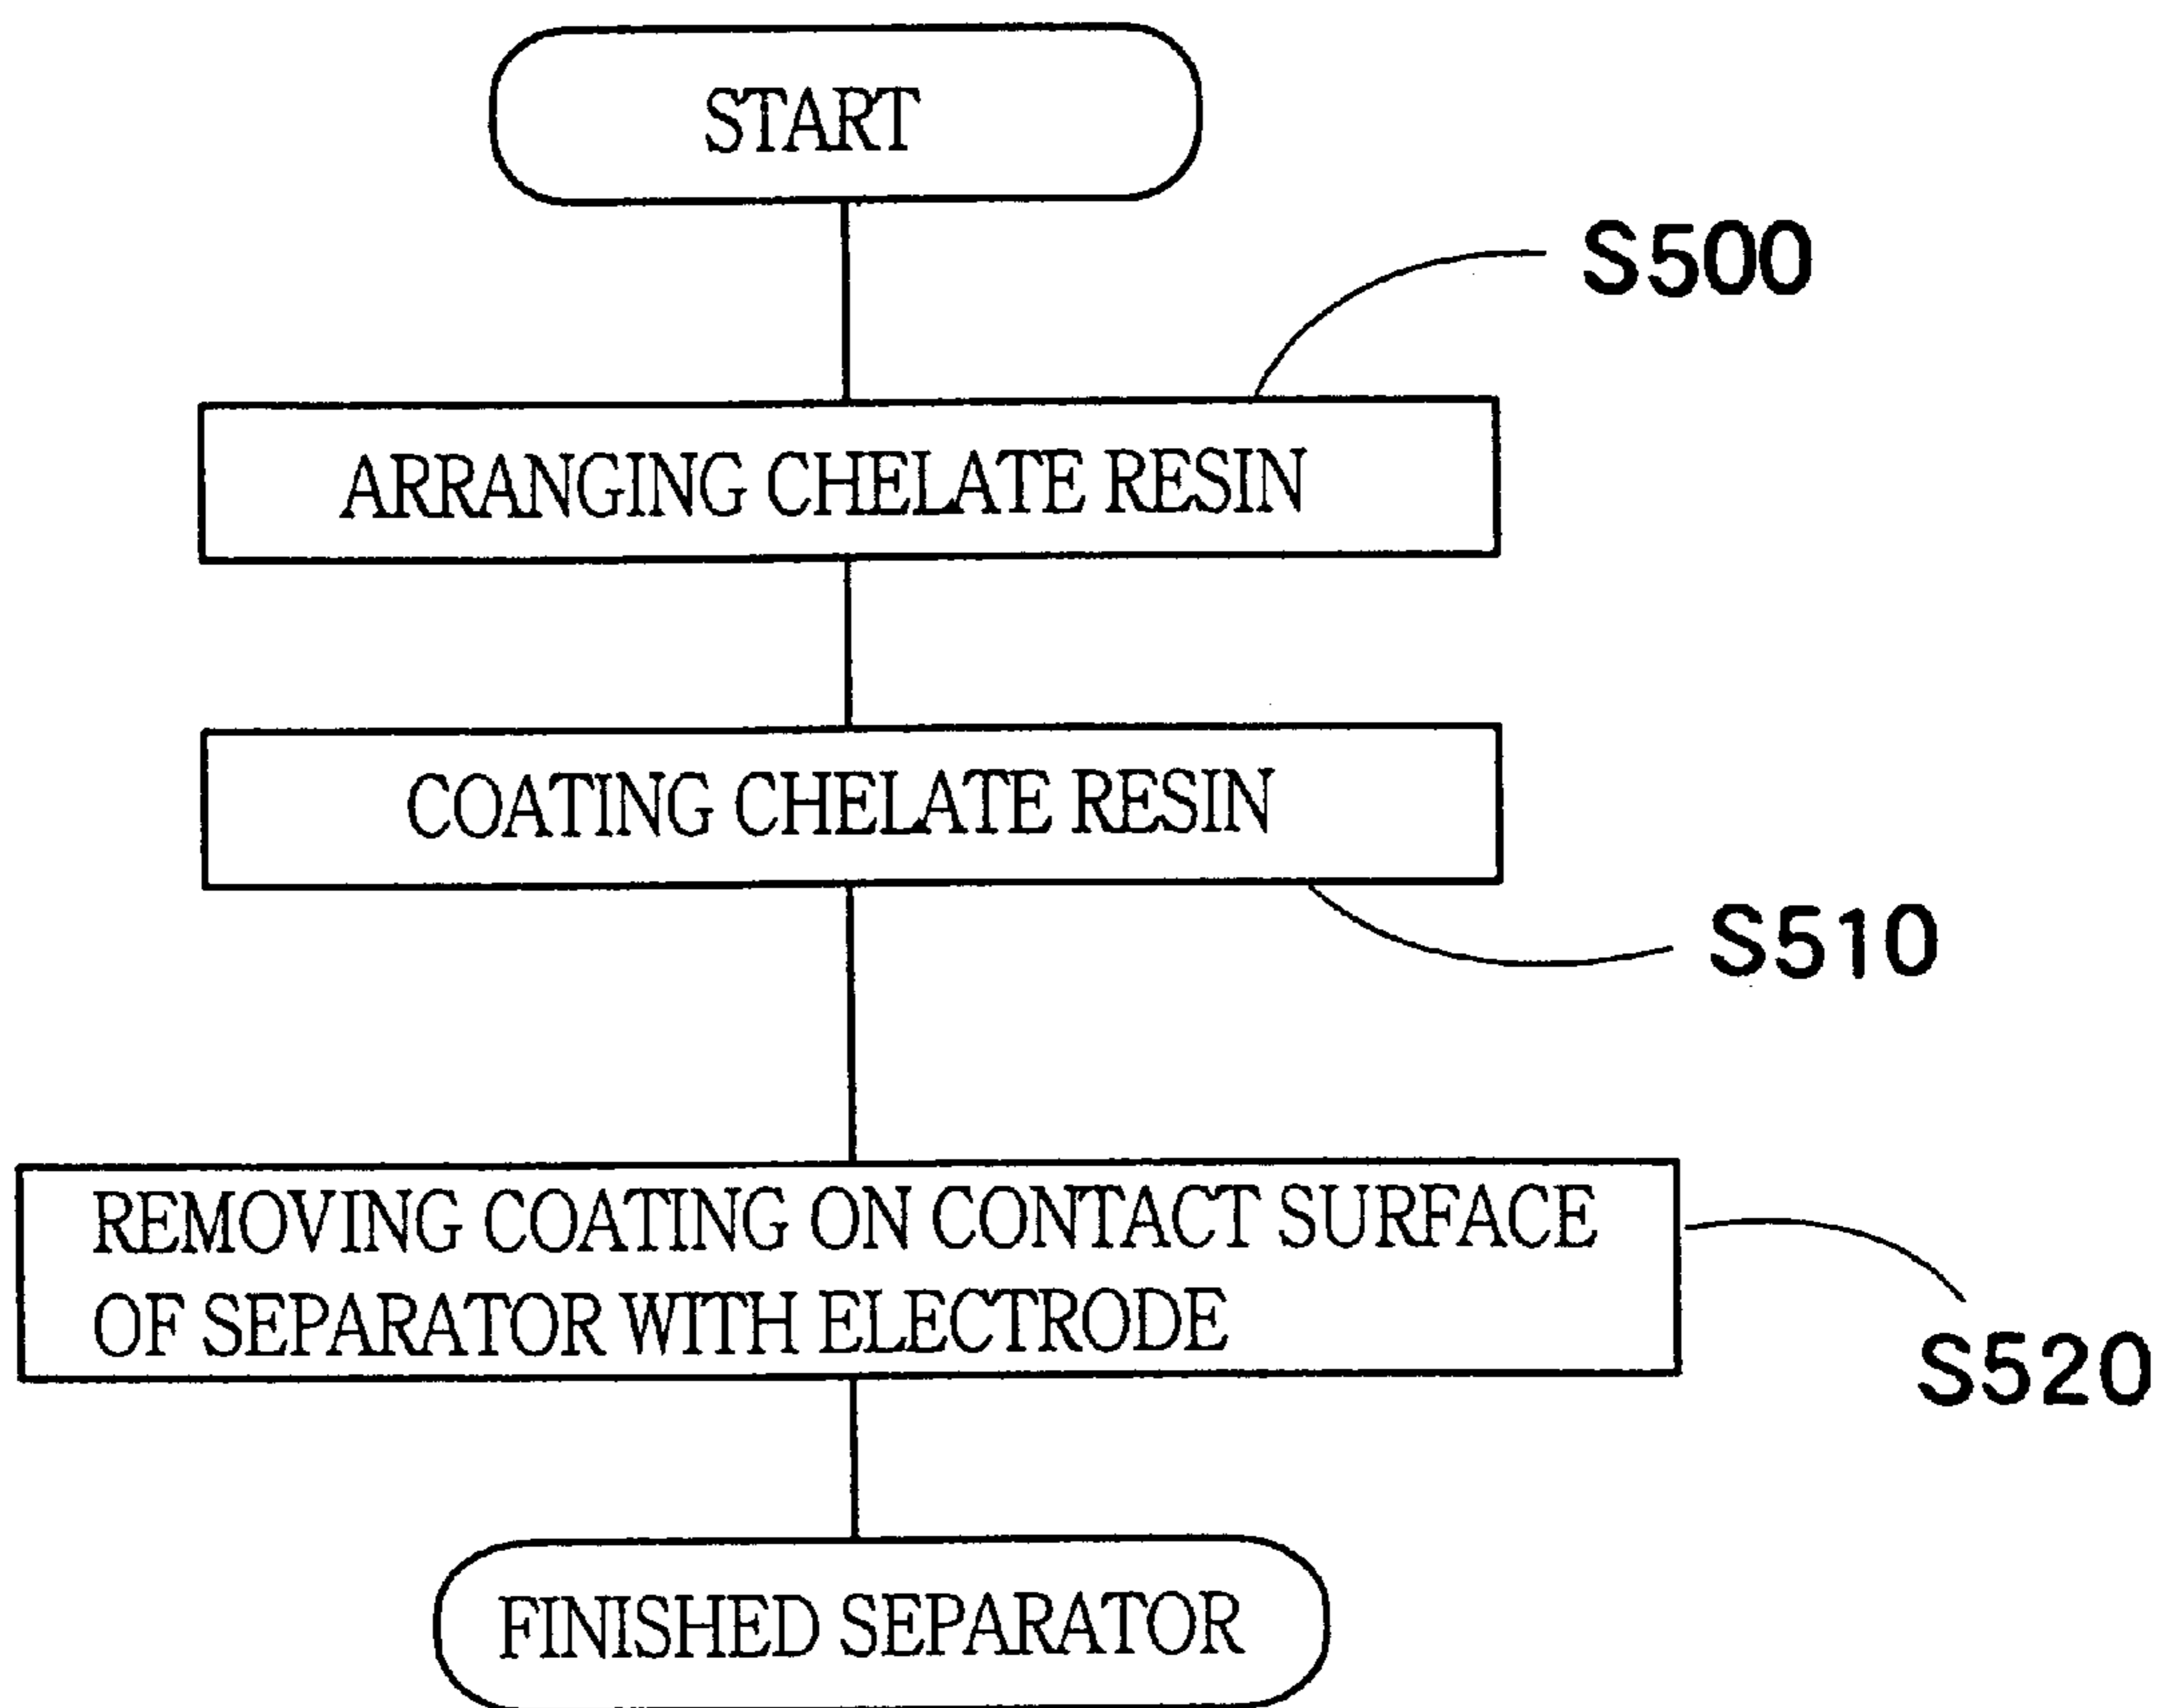 START
S500
ARRANGING CHELATE RESIN
COATING CHELATE RESIN
S510
REMOVING COATING ON CONTACT SURFACE
OF SEPARATOR WITH ELECTRODE
S520
FINISHED SEPARATOR